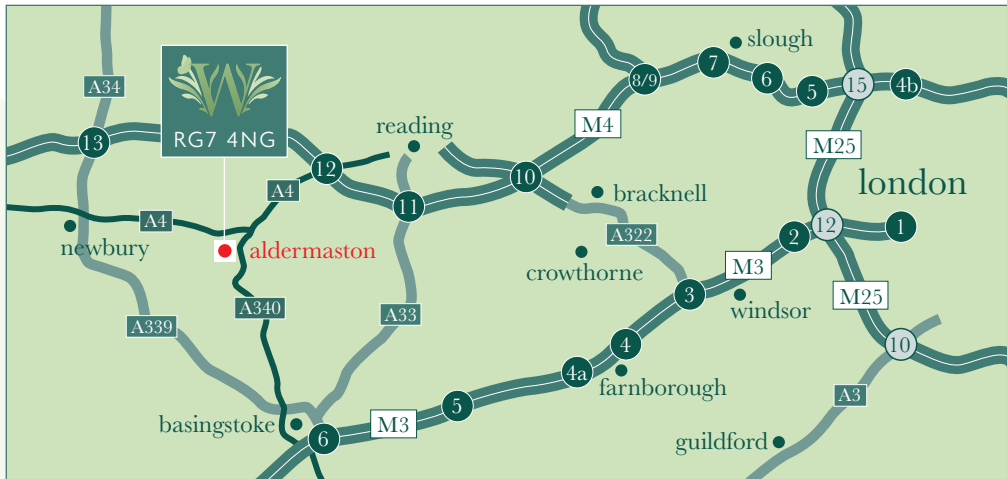 slough
7
8/9
6
5
15
4b
A34
W
RG7 4NG
13
reading
M4
M25
12
A4
10
bracknell
london
11
A4
newbury
aldermaston
A322
crowthorne
2
12
1
M3
3
windsor
M25
A340
A339
A33
4
10
4a
farnborough
5
A3
basingstoke
6
M3
guildford